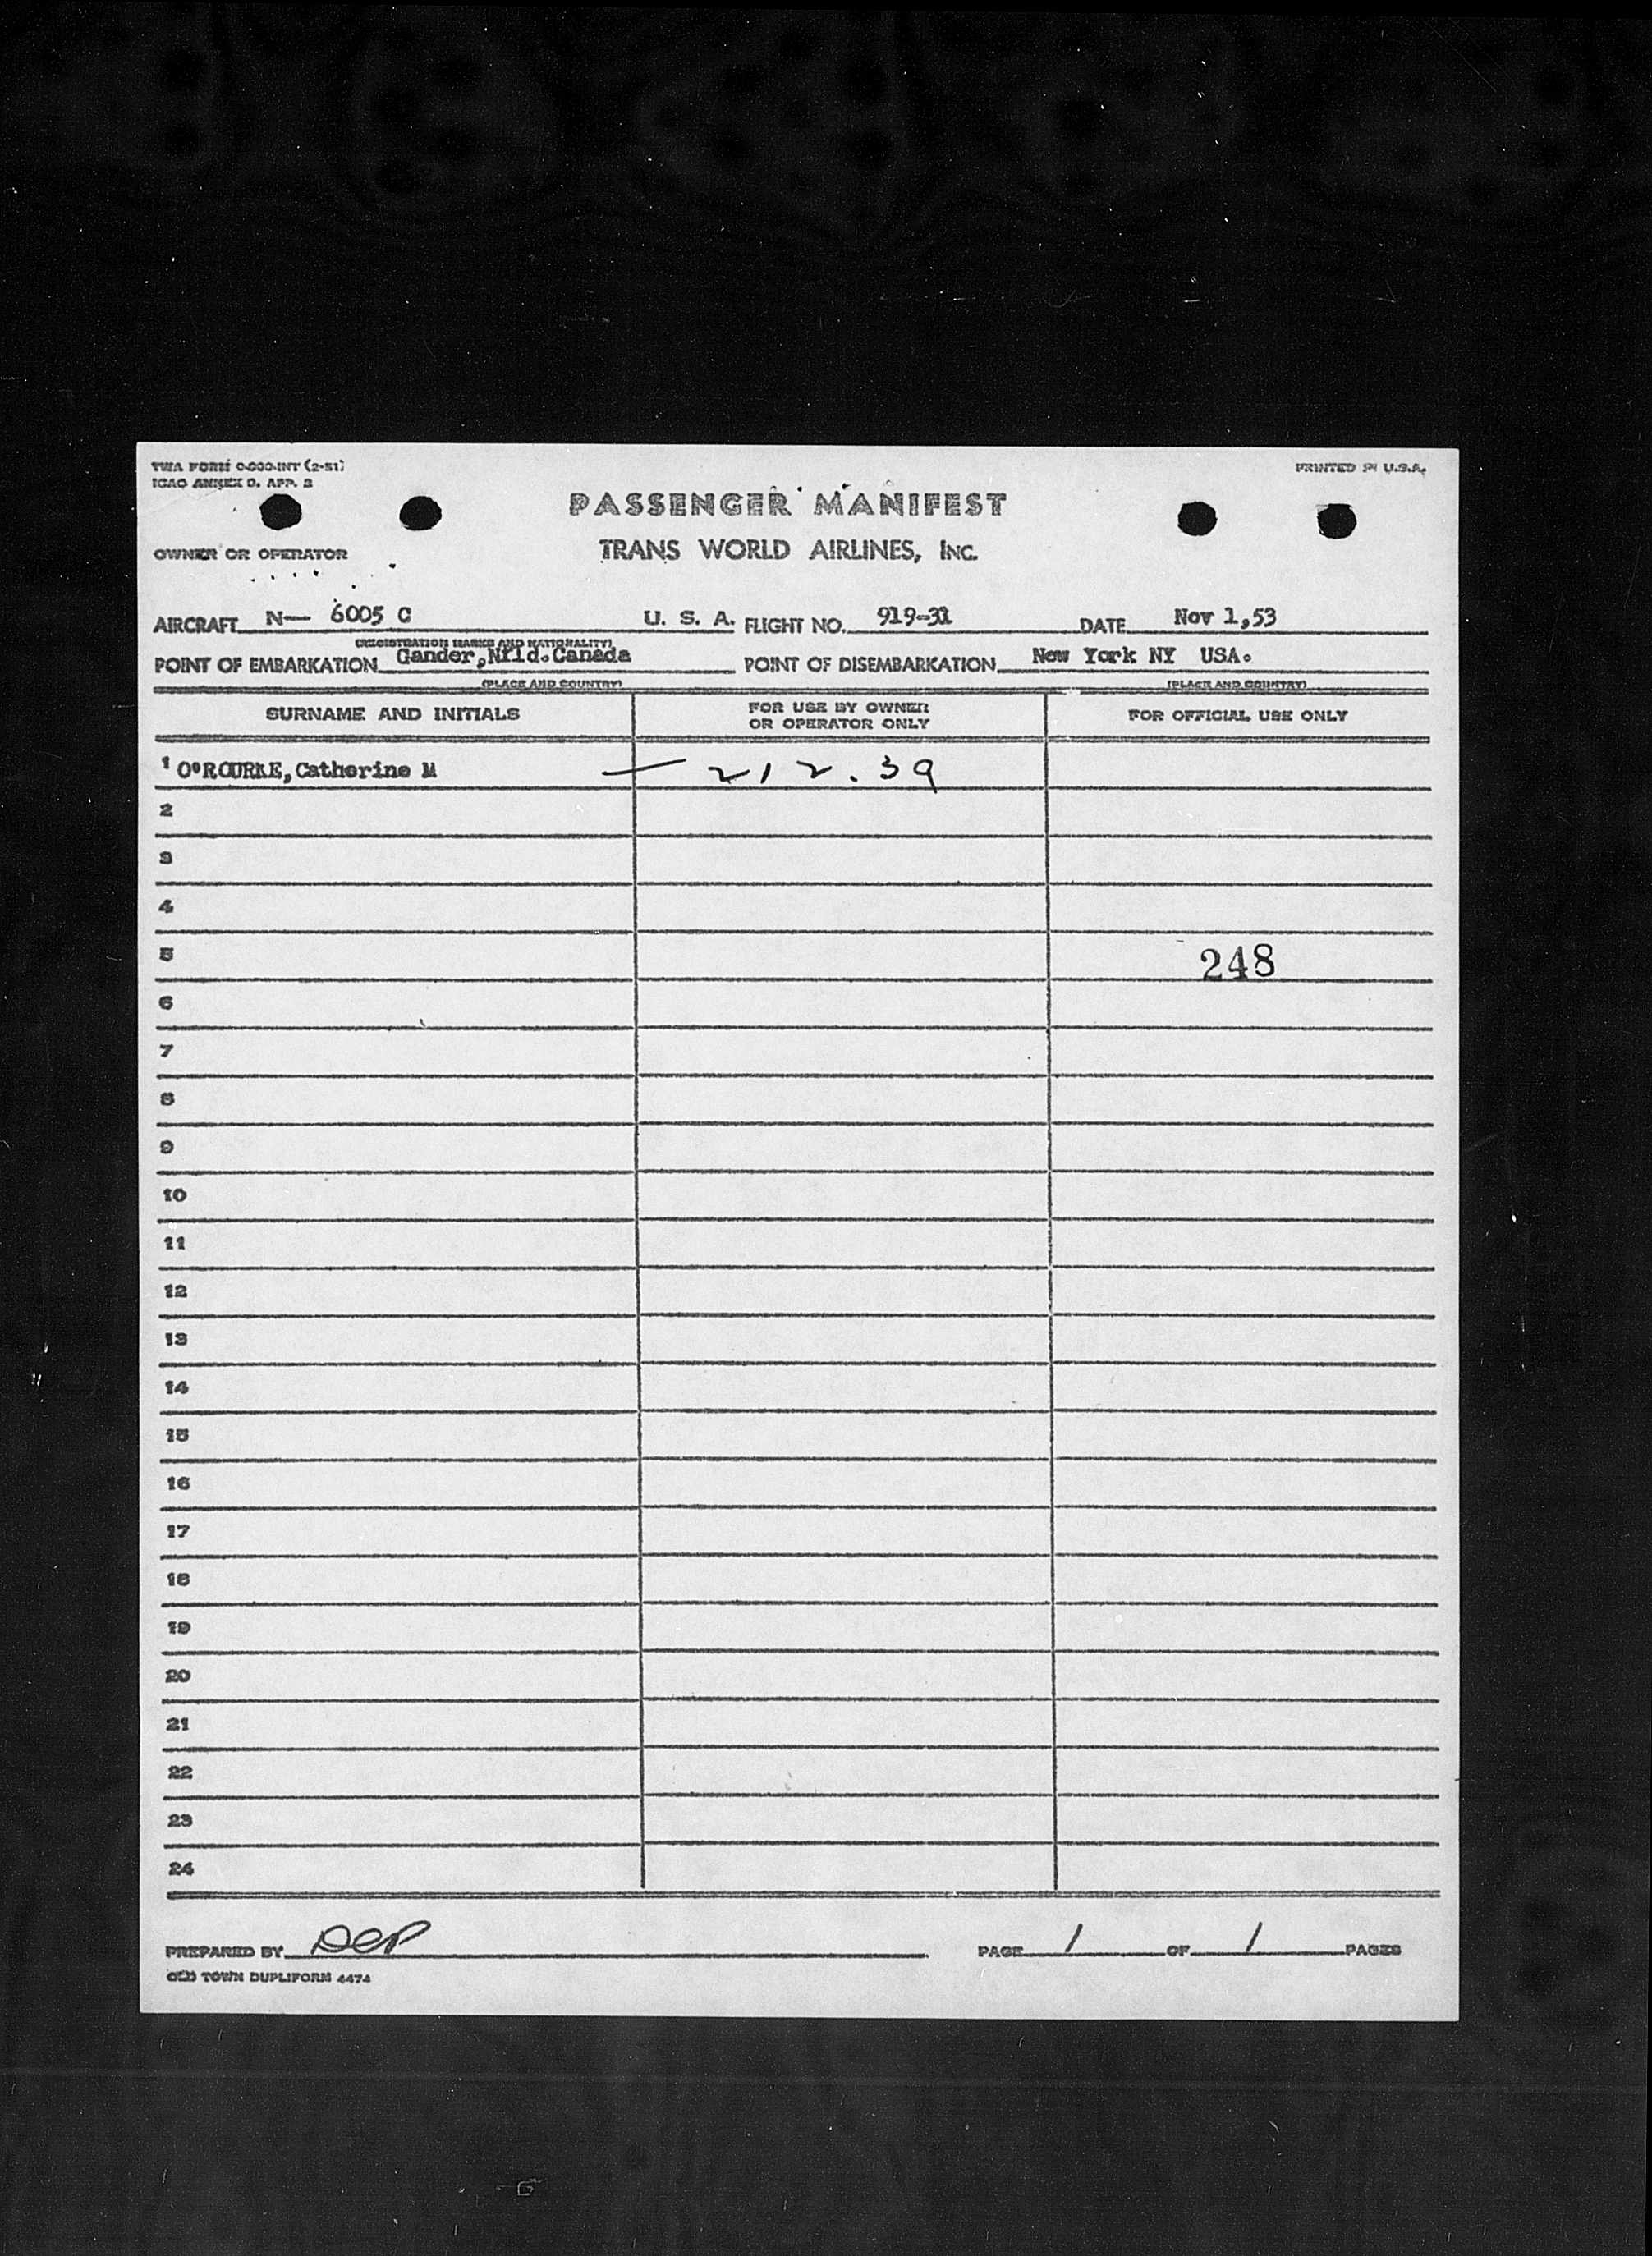 TWA FORM 0-600-INT (2-51)
PRINTED IN U.S.A.
ICAO ANNEX 9. APP. 2
PASSENGER MANIFEST
OWNER OR OPERATOR
TRANS WORLD AIRLINES, INC.
AIRCRAFT N— 6005 C U. S. A. FLIGHT NO. 919-31 DATE Nov 1,53
(REGISTRATION MARKS AND NATIONALITY)
POINT OF EMBARKATION Gander,Nfld.Canada POINT OF DISEMBARKATION New York NY USA.
(PLACE AND COUNTRY) (PLACE AND COUNTRY)
SURNAME AND INITIALS
FOR USE BY OWNER
OR OPERATOR ONLY
FOR OFFICIAL USE ONLY
1 O'ROURKE,Catherine M — 212.39
2
3
4
5 248
6
7
8
9
10
11
12
13
14
15
16
17
18
19
20
21
22
23
24
PREPARED BY PAGE 1 OF 1 PAGES
OLD TOWN DUPLIFORM 4474